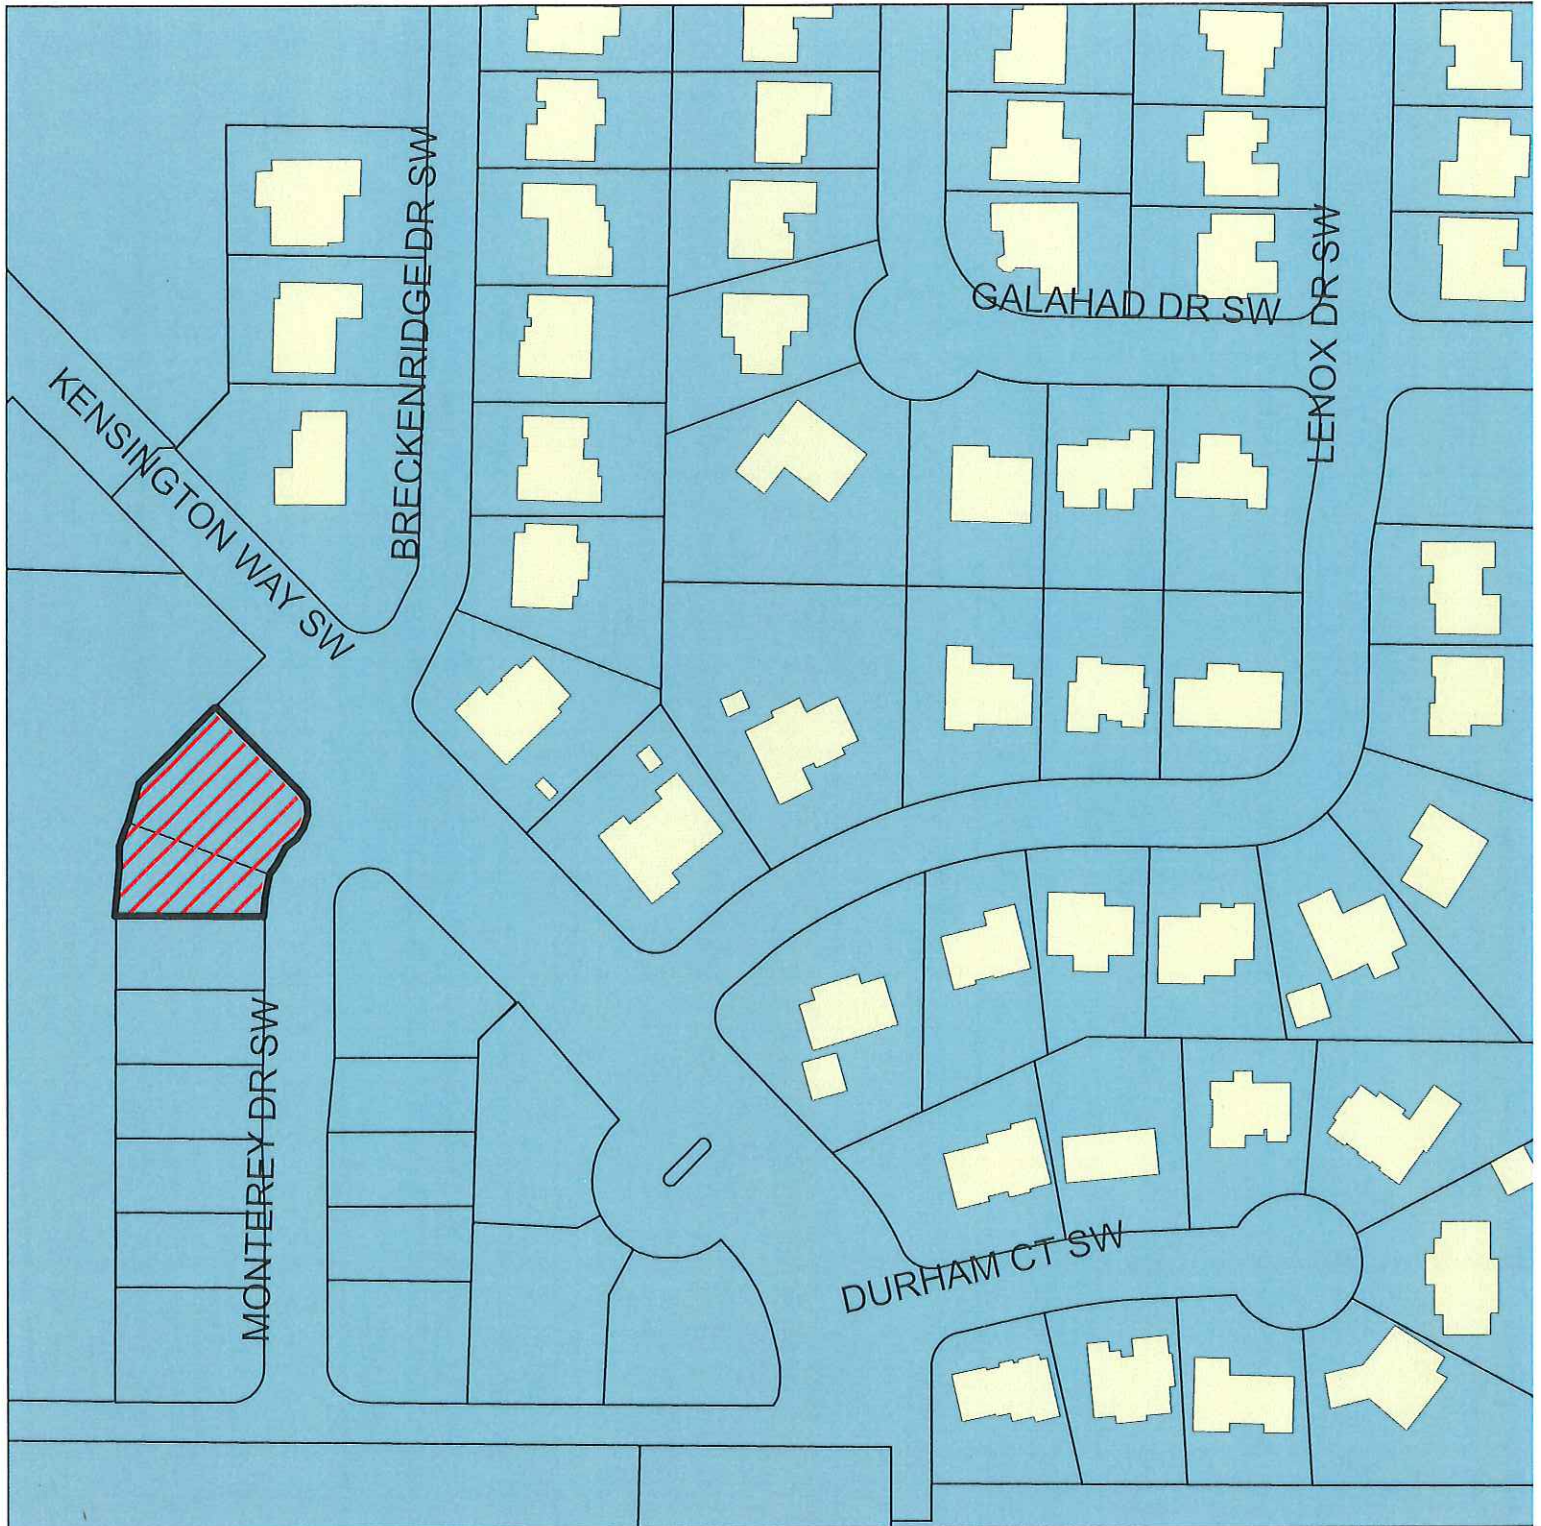 BRECKENRIDGE DR SW
GALAHAD DR SW
LENOX DR SW
KENSINGTON WAY SW
MONTEREY DR SW
DURHAM CT SW